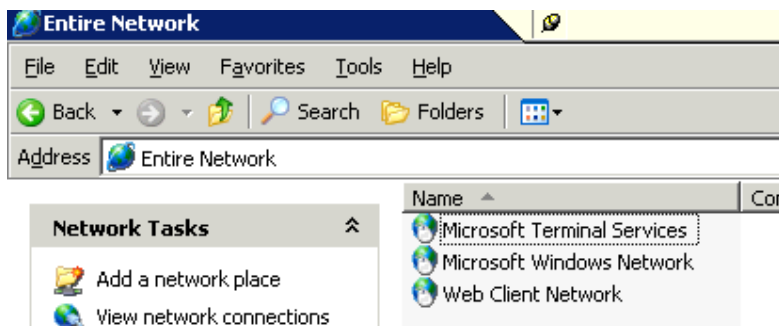 Entire Network
File Edit View Favorites Tools Help
Back Search Folders
Address Entire Network
Name
Network Tasks
Microsoft Terminal Services
Microsoft Windows Network
Web Client Network
Add a network place
View network connections